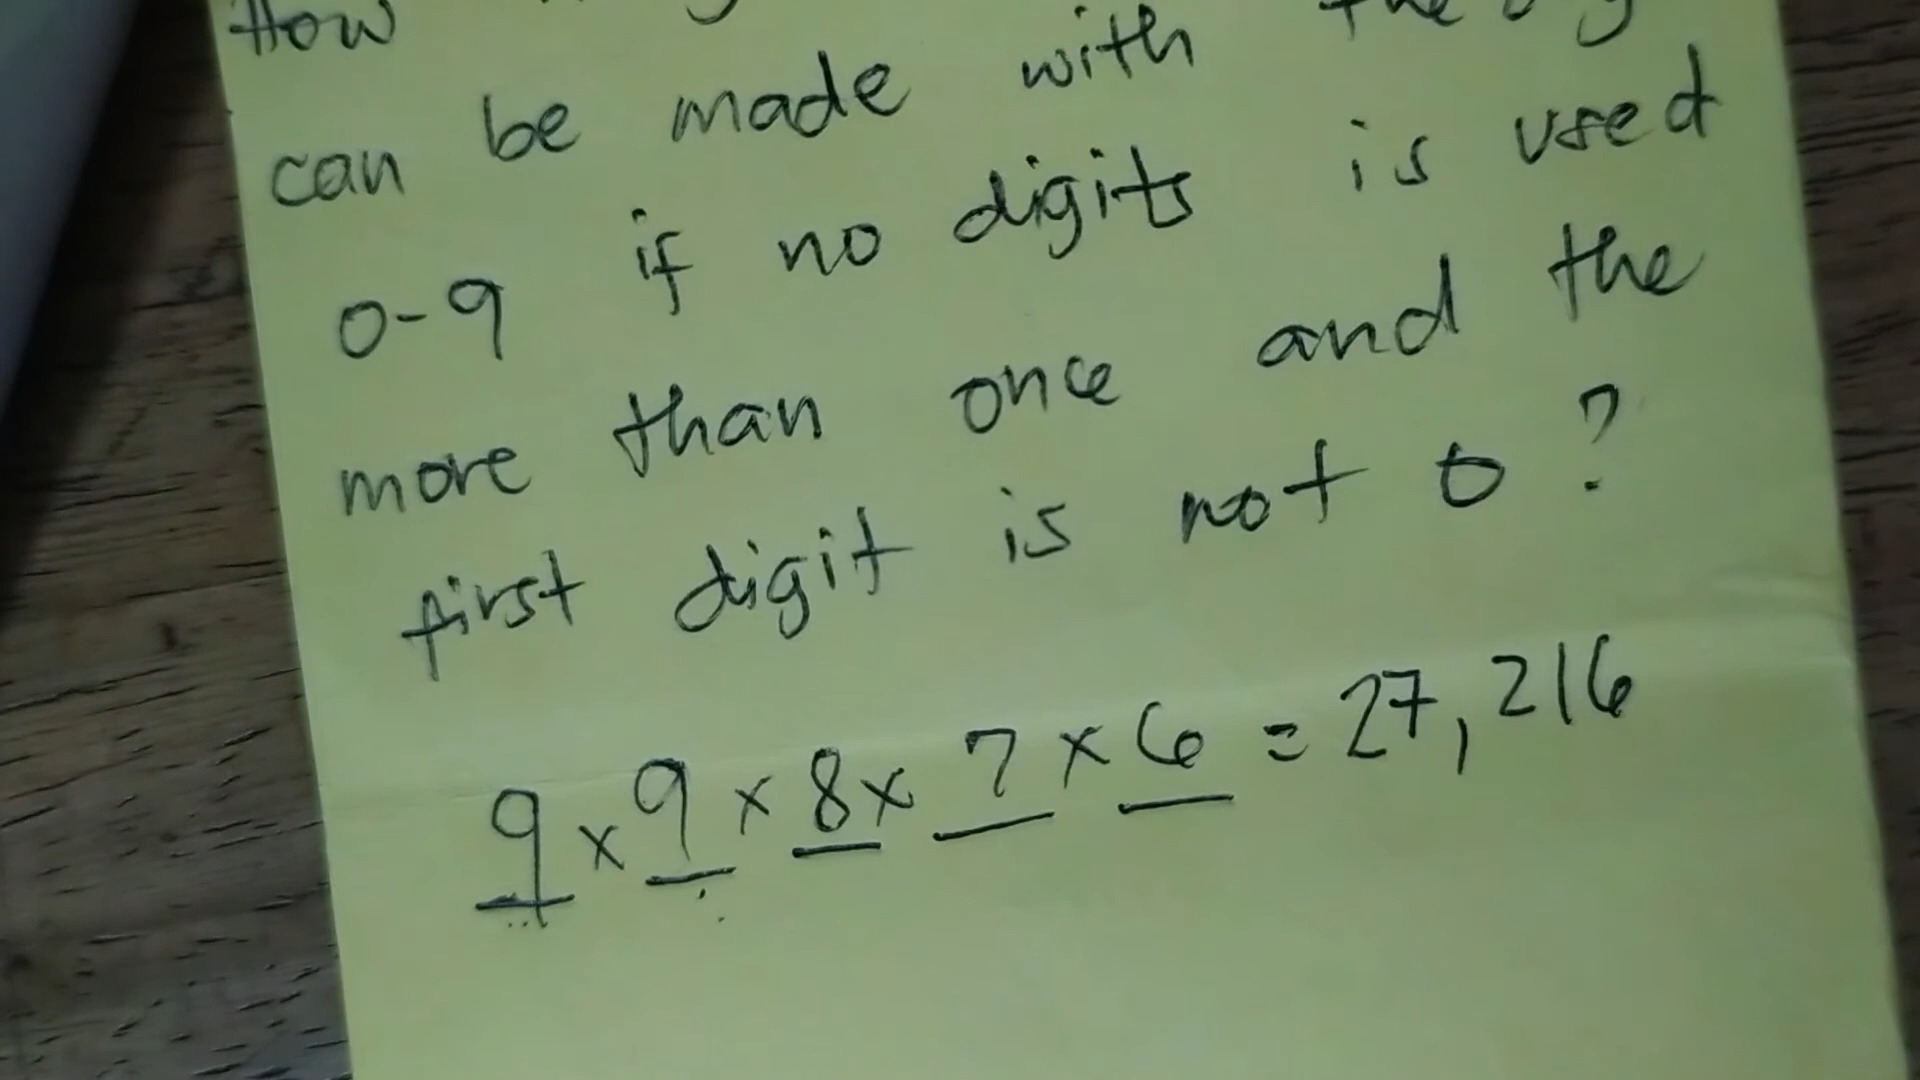 How
can be made with the
0-9 if no digits is used
more than once and the
first digit is not 0?
9 x 9 x 8 x 7 x 6 = 27,216